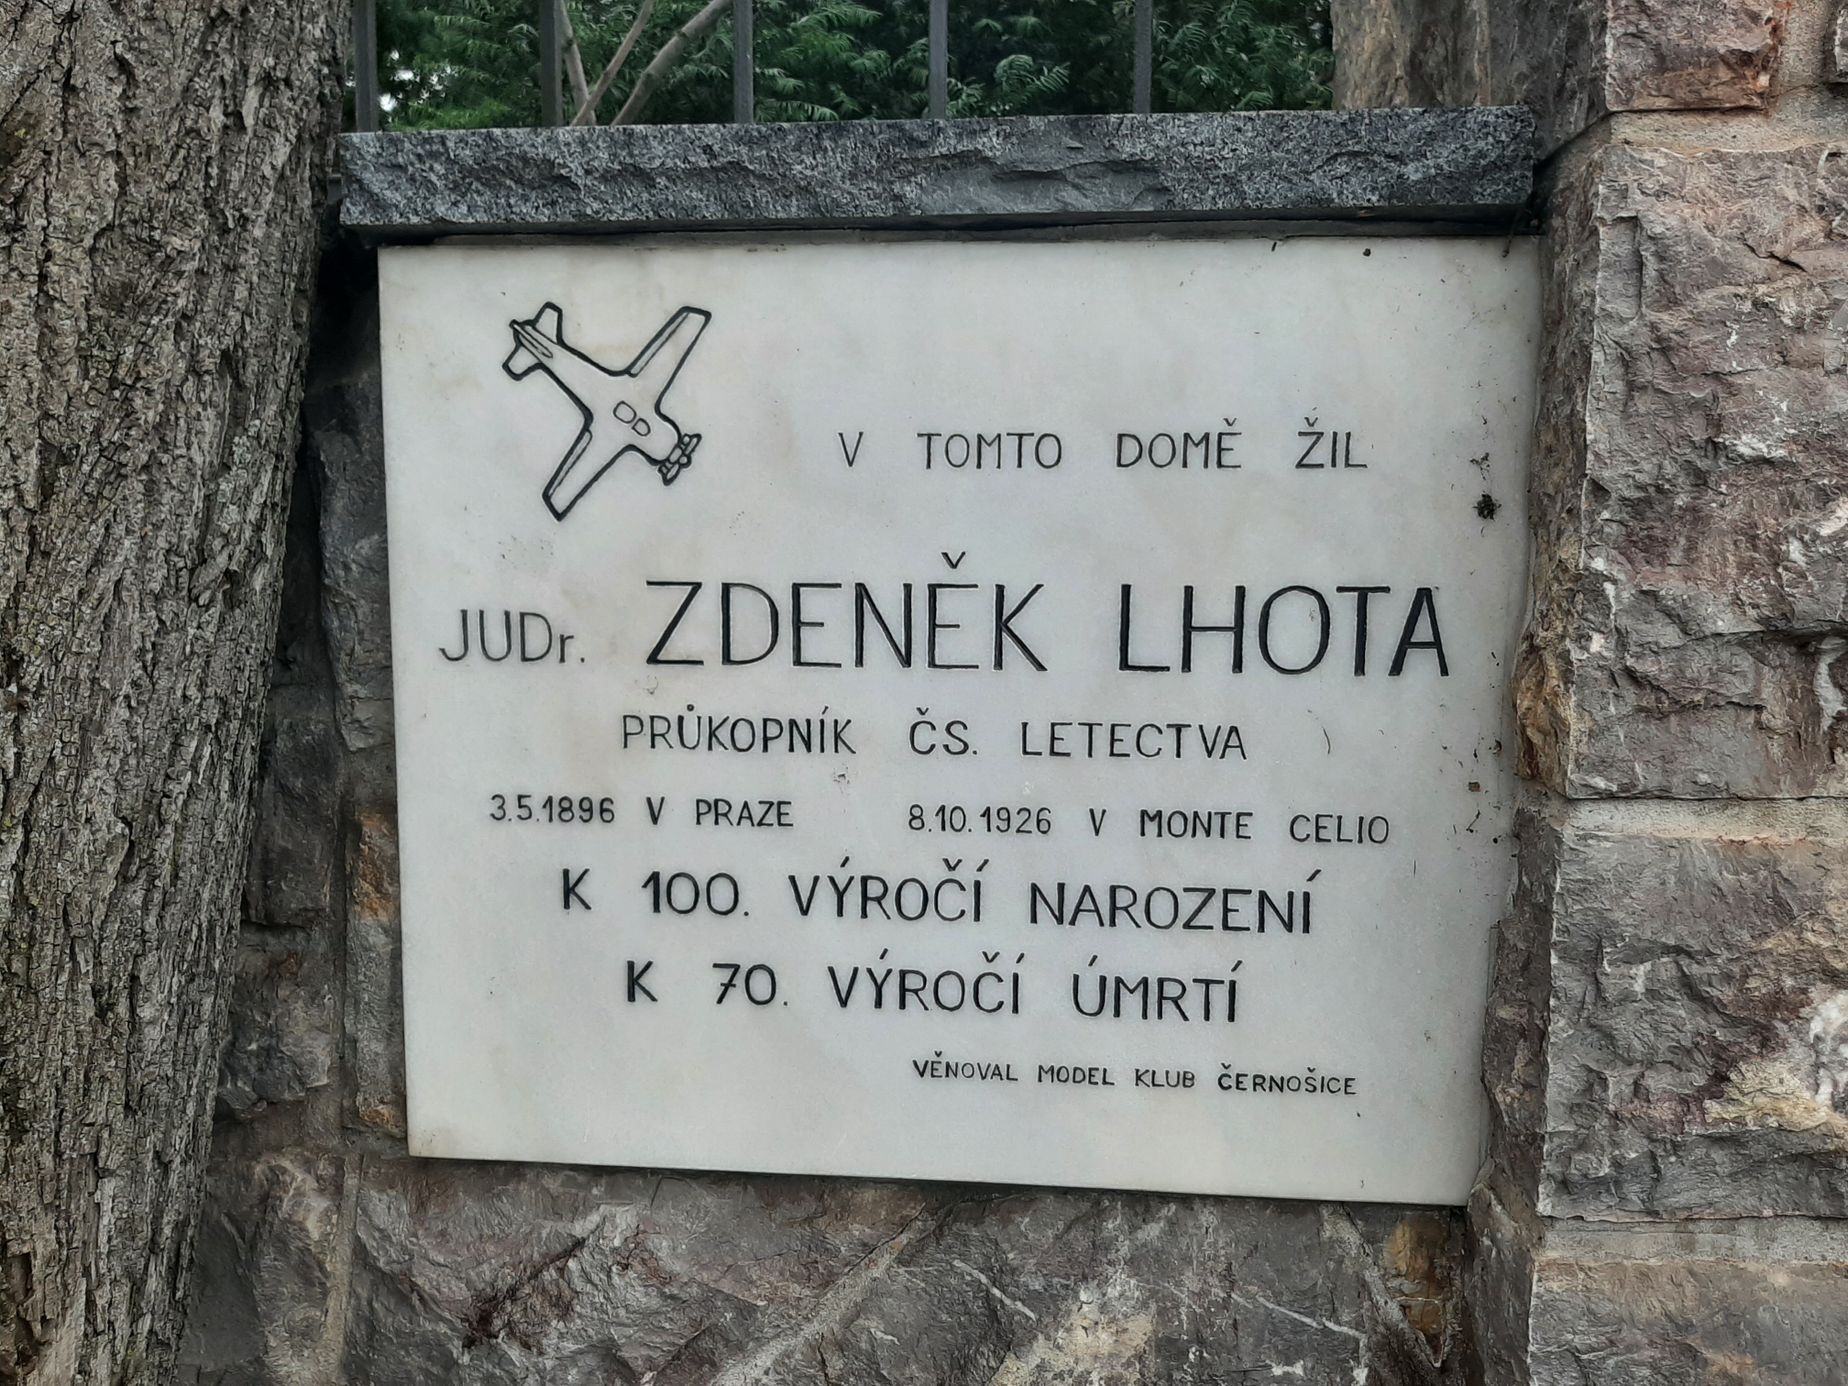 V TOMTO DOMĚ ŽIL
JUDr. ZDENĚK LHOTA
PRŮKOPNÍK ČS. LETECTVA
3.5.1896 V PRAZE 8.10.1926 V MONTE CELIO
K 100. VÝROČÍ NAROZENÍ
K 70. VÝROČÍ ÚMRTÍ
VĚNOVAL MODEL KLUB ČERNOŠICE